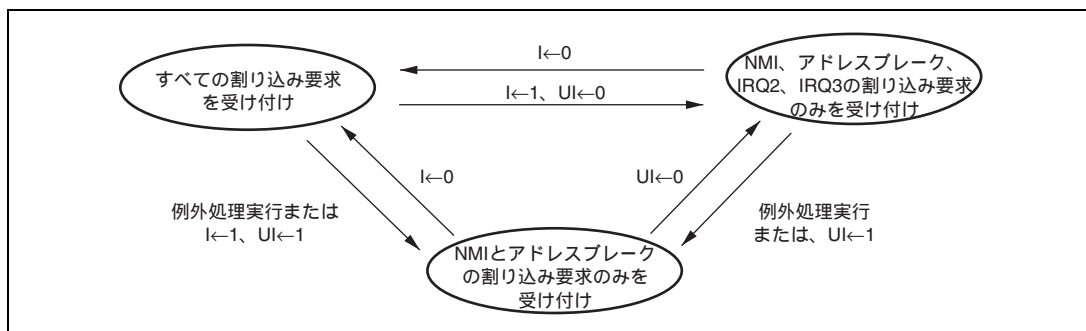 I←0
すべての割り込み要求
を受け付け
I←1、UI←0
NMI、アドレスブレーク、
IRQ2、IRQ3の割り込み要求
のみを受け付け
I←0
UI←0
例外処理実行または
I←1、UI←1
例外処理実行
または、UI←1
NMIとアドレスブレーク
の割り込み要求のみを
受け付け